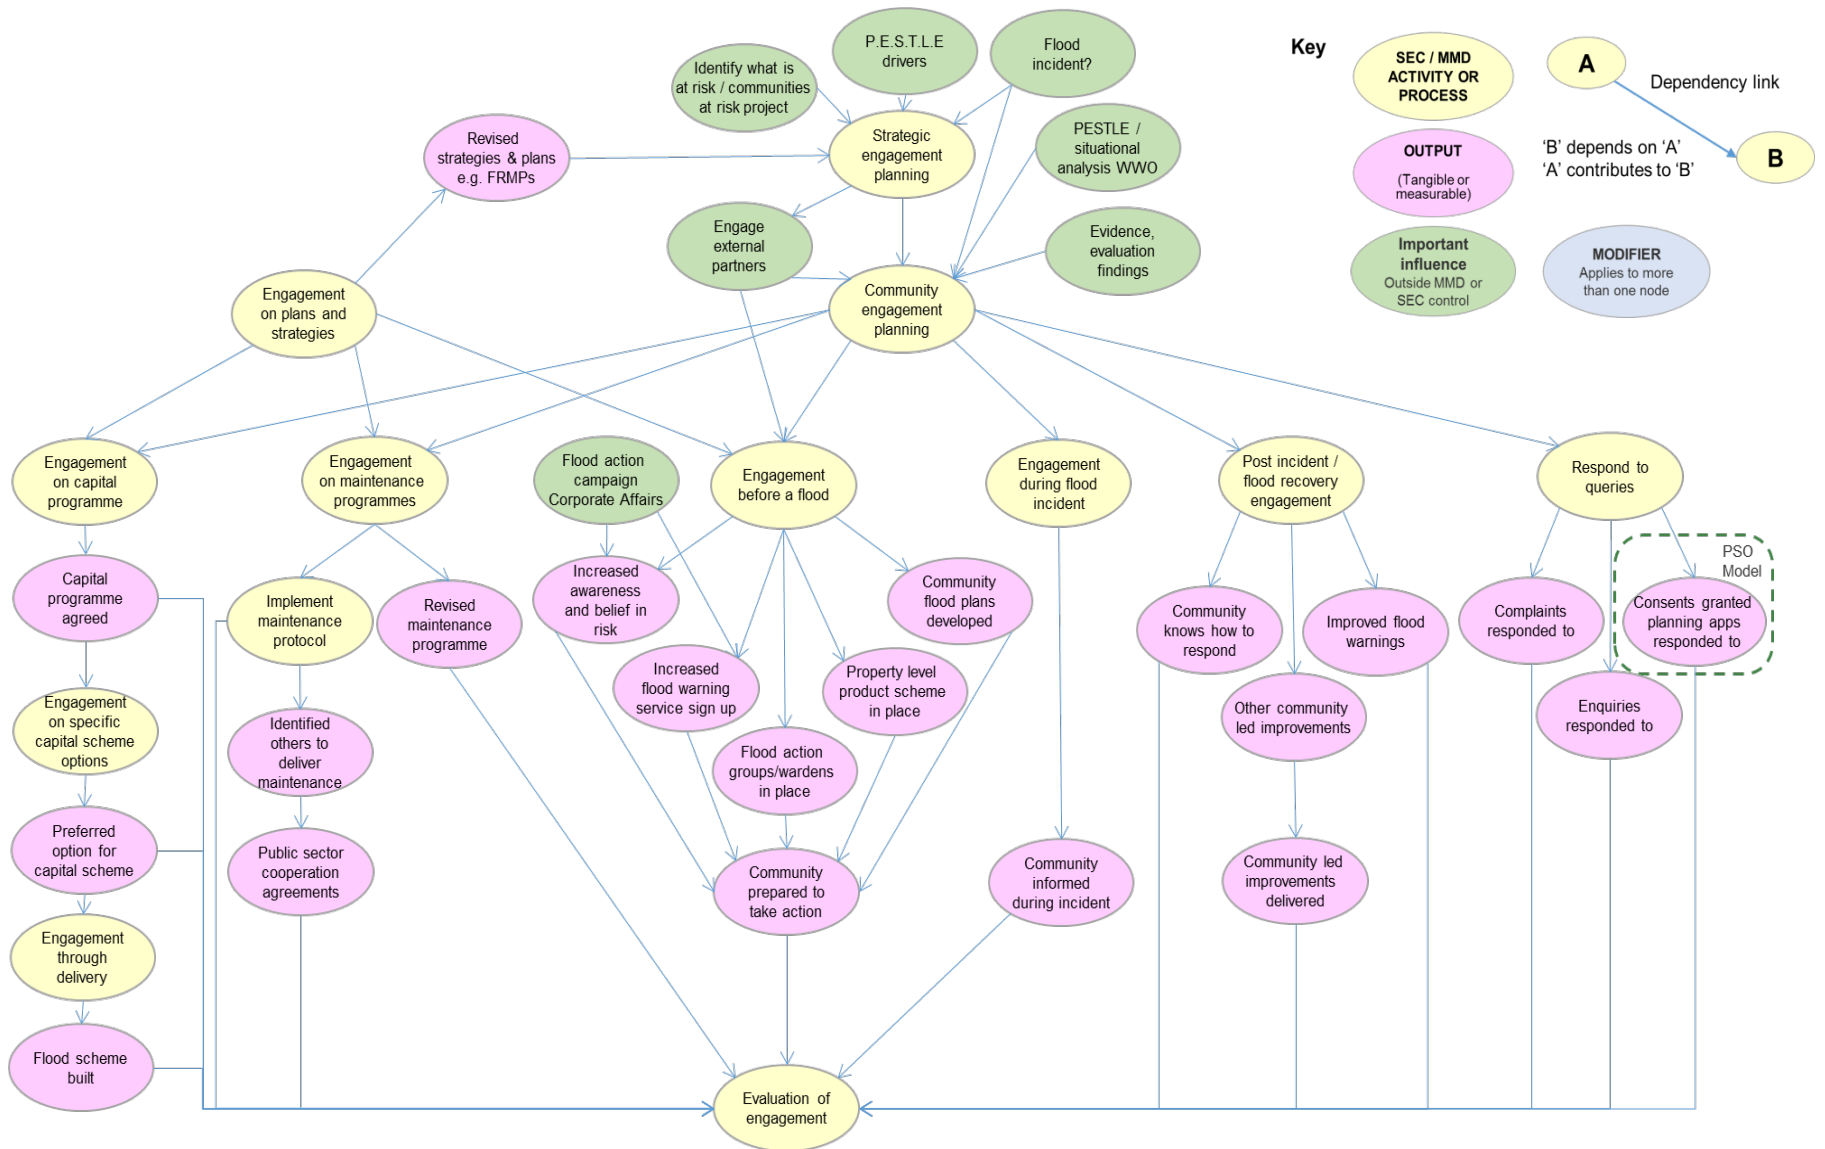 P.E.S.T.L.E
drivers
Flood
incident?
Identify what is
at risk / communities
at risk project
Key
SEC / MMD
ACTIVITY OR
PROCESS
A
Dependency link
B
OUTPUT
(Tangible or
measurable)
‘B’ depends on ‘A’
‘A’ contributes to ‘B’
Important
influence
Outside MMD or
SEC control
MODIFIER
Applies to more
than one node
Revised
strategies & plans
e.g. FRMPs
Strategic
engagement
planning
PESTLE /
situational
analysis WWO
Engage
external
partners
Evidence,
evaluation
findings
Engagement
on plans and
strategies
Community
engagement
planning
Engagement
on capital
programme
Engagement
on maintenance
programmes
Flood action
campaign
Corporate Affairs
Engagement
before a flood
Engagement
during flood
incident
Post incident /
flood recovery
engagement
Respond to
queries
PSO
Model
Capital
programme
agreed
Implement
maintenance
protocol
Revised
maintenance
programme
Increased
awareness
and belief in
risk
Community
flood plans
developed
Community
knows how to
respond
Improved flood
warnings
Complaints
responded to
Consents granted
planning apps
responded to
Increased
flood warning
service sign up
Property level
product scheme
in place
Engagement
on specific
capital scheme
options
Identified
others to
deliver
maintenance
Flood action
groups/wardens
in place
Other community
led improvements
Enquiries
responded to
Preferred
option for
capital scheme
Public sector
cooperation
agreements
Community
prepared to
take action
Community
informed
during incident
Community led
improvements
delivered
Engagement
through
delivery
Flood scheme
built
Evaluation of
engagement